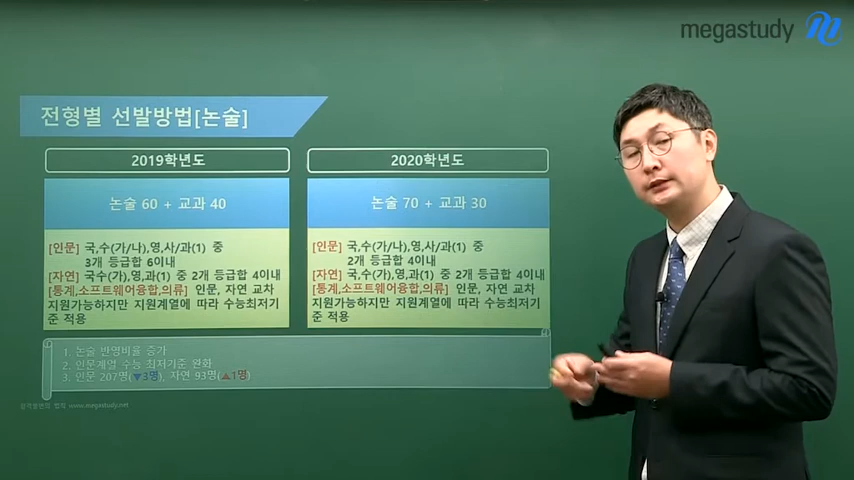 megastudy
전형별 선발방법[논술]
2019학년도
논술 60 + 교과 40
[인문] 국,수(가/나),영,사/과(1) 중
3개 등급합 6이내
[자연] 국수(가),영,과(1) 중 2개 등급합 4이내
[통계,소프트웨어융합,의류] 인문, 자연 교차
지원가능하지만 지원계열에 따라 수능최저기
준 적용
2020학년도
논술 70 + 교과 30
[인문] 국,수(가/나),영,사/과(1) 중
2개 등급합 4이내
[자연] 국,수(가),영,과(1) 중 2개 등급합 4이내
[통계,소프트웨어융합,의류] 인문, 자연 교차
지원가능하지만 지원계열에 따라 수능최저기
준 적용
1. 논술 반영비율 증가
2. 인문계열 수능 최저기준 완화
3. 인문 207명(▼3명), 자연 93명(▲1명)
www.megastudy.net